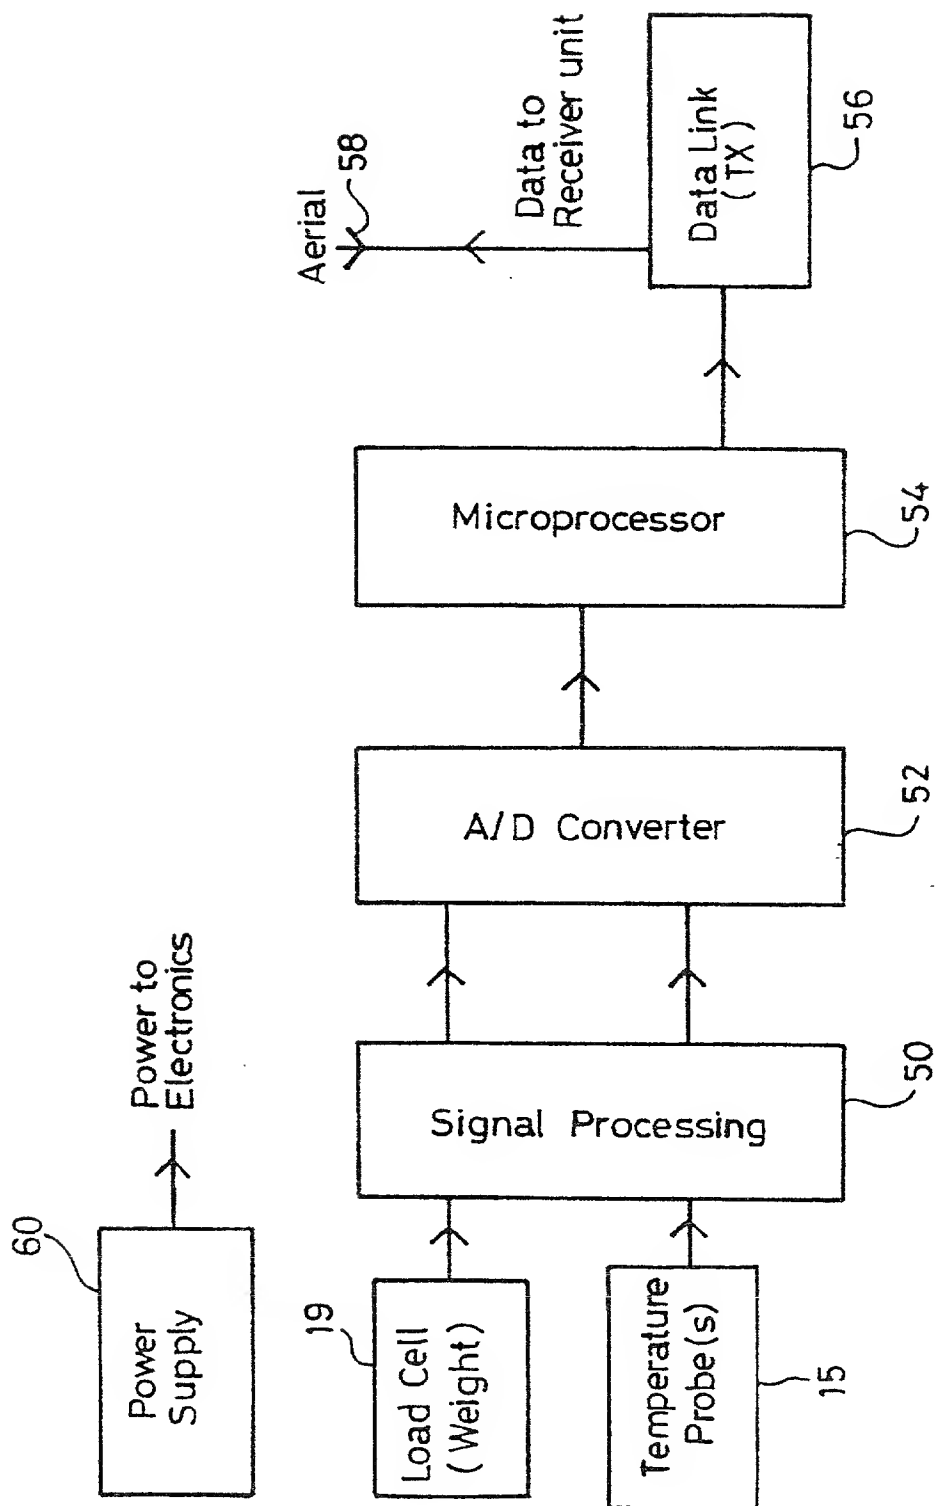 60
Power
Supply
Power to
Electronics
19
Load Cell
(Weight)
Temperature
Probe(s)
15
Signal Processing
50
A/D Converter
52
Microprocessor
54
Aerial
58
Data to
Receiver unit
Data Link
(TX)
56